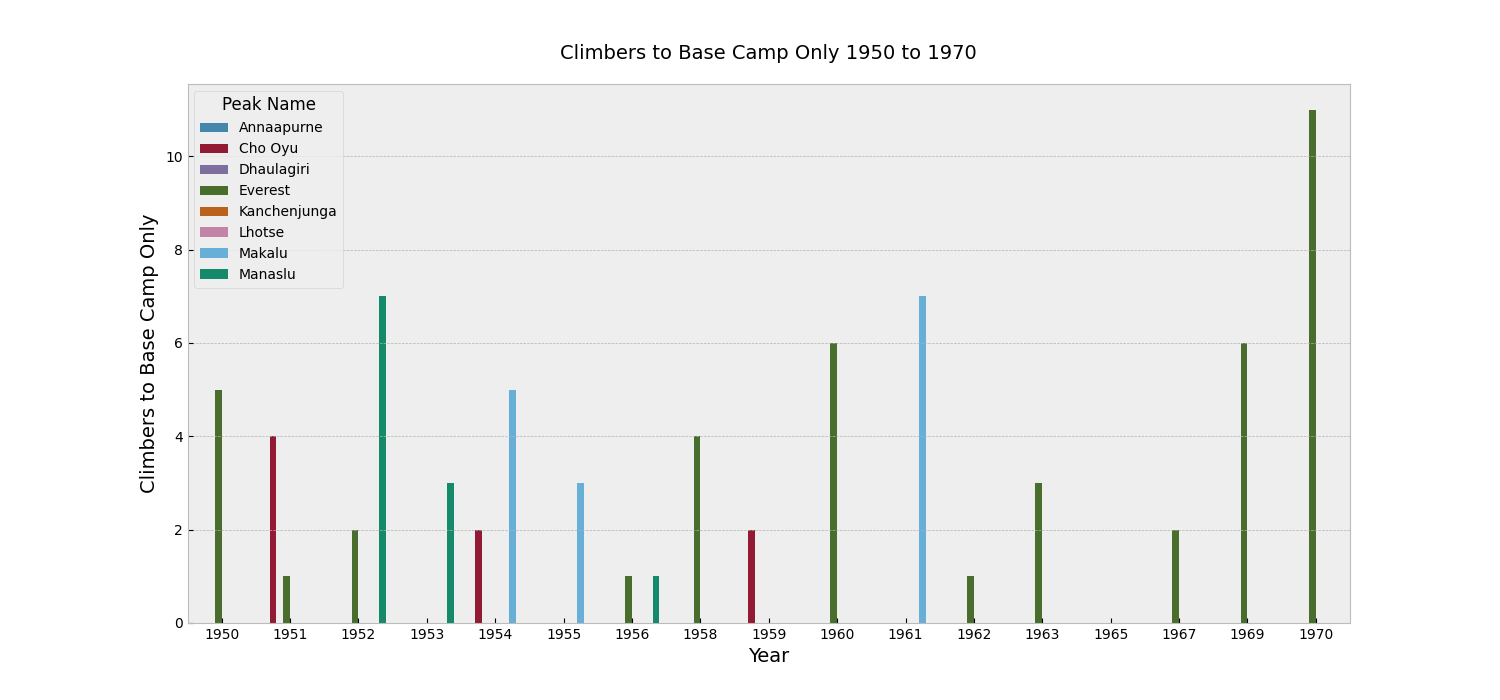 Climbers to Base Camp Only 1950 to 1970
Peak Name
Annaapurne
Cho Oyu
Dhaulagiri
Everest
Kanchenjunga
Lhotse
Makalu
Manaslu
Climbers to Base Camp Only
10
8
6
4
2
0
1950 1951 1952 1953 1954 1955 1956 1958 1959 1960 1961 1962 1963 1965 1967 1969 1970
Year